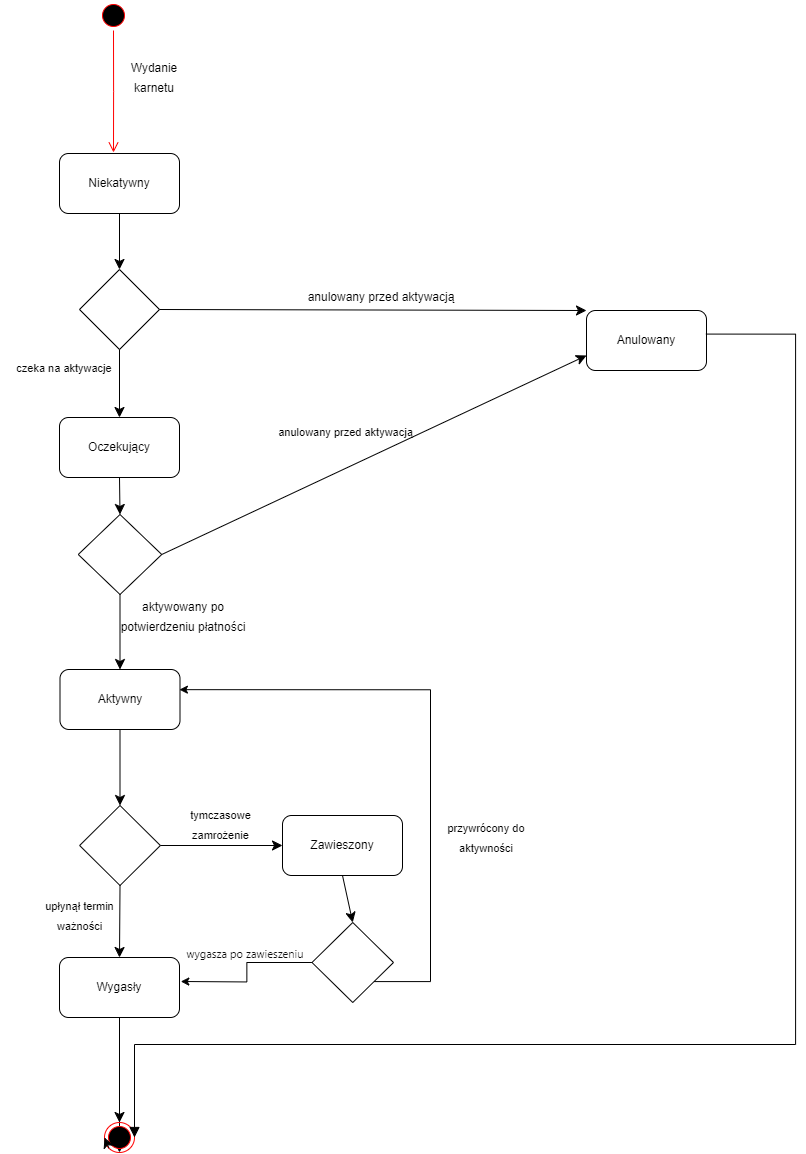 Wydanie
karnetu
Niekatywny
anulowany przed aktywacją
Anulowany
czeka na aktywacje
anulowany przed aktywacją
Oczekujący
aktywowany po
potwierdzeniu płatności
Aktywny
tymczasowe
zamrożenie
przywrócony do
aktywności
Zawieszony
upłynął termin
ważności
wygasza po zawieszeniu
Wygasły